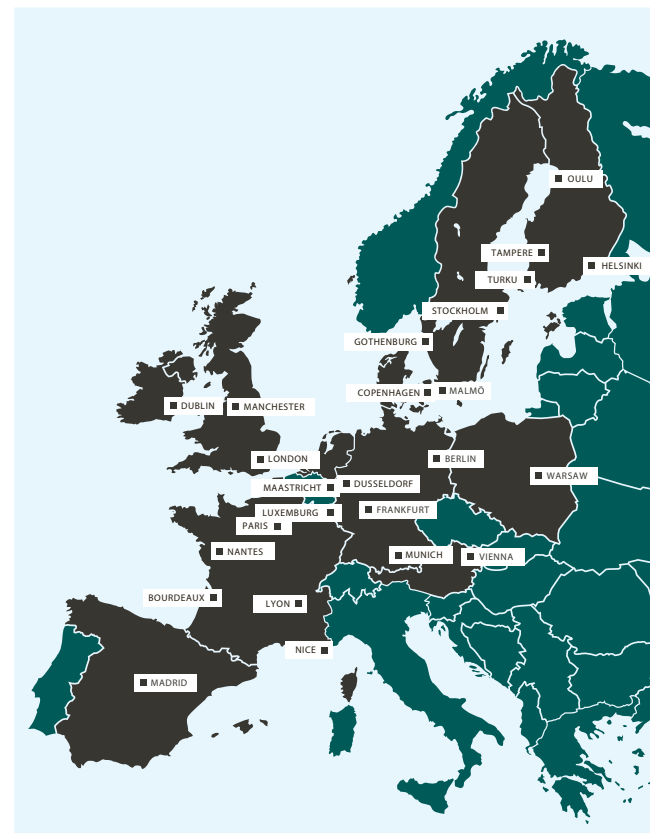 OULU
TAMPERE
HELSINKI
TURKU
STOCKHOLM
GOTHENBURG
COPENHAGEN
MALMÖ
DUBLIN
MANCHESTER
LONDON
BERLIN
WARSAW
MAASTRICHT
DUSSELDORF
LUXEMBURG
FRANKFURT
PARIS
NANTES
MUNICH
VIENNA
BOURDEAUX
LYON
NICE
MADRID